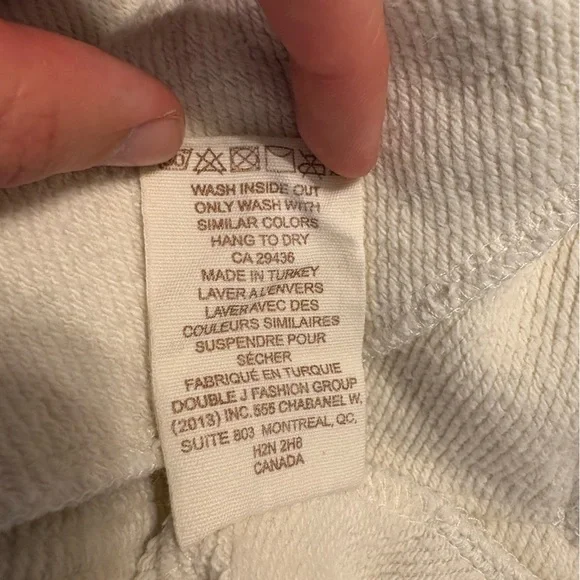 WASH INSIDE OUT
ONLY WASH WITH
SIMILAR COLORS
HANG TO DRY
CA 29436
MADE IN TURKEY
LAVER A L'ENVERS
LAVER AVEC DES
COULEURS SIMILAIRES
SUSPENDRE POUR
SÉCHER
FABRIQUÉ EN TURQUIE
DOUBLE J FASHION GROUP
(2013) INC.555 CHABANEL W,
SUITE 803 MONTREAL, QC,
H2N 2H8
CANADA